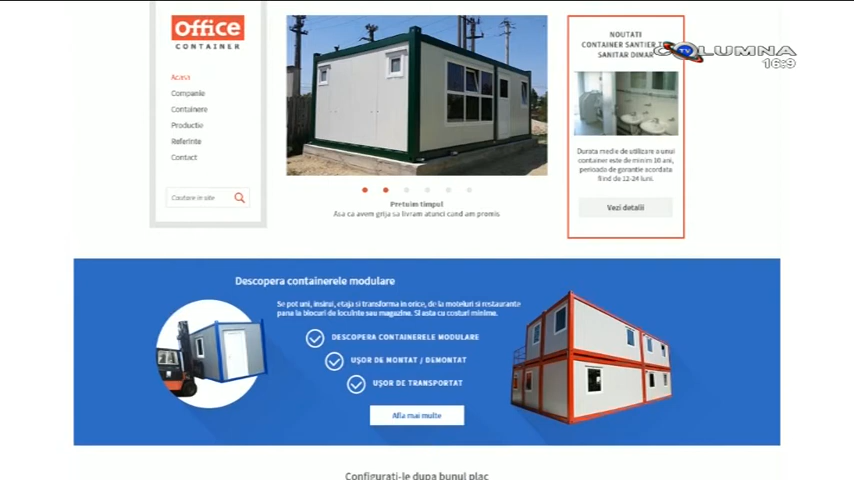 Office
CONTAINER
Acasa
Companie
Containere
Productie
Referinte
Contact
Cautare in site
Pretuim timpul
Asa ca avem grija sa livram atunci cand am promis
NOUTATI
CONTAINER SANTIER
SANITAR DIMAR
Durata medie de utilizare a unui
container este de minim 16 ani,
perioada de garantie acordata
fiind de 12-24 luni.
Vezi detalii
COLUMNA
TV
16:9
Descopera containerele modulare
Se pot uni, insirui, etaja si transforma in orice, de la moteluri si restaurante
pana la blocuri de locuinte sau magazine. Si asta cu costuri minime.
DESCOPERA CONTAINERELE MODULARE
UŞOR DE MONTAT / DEMONTAT
UŞOR DE TRANSPORTAT
Afla mai multe
Configurati-le dupa bunul plac